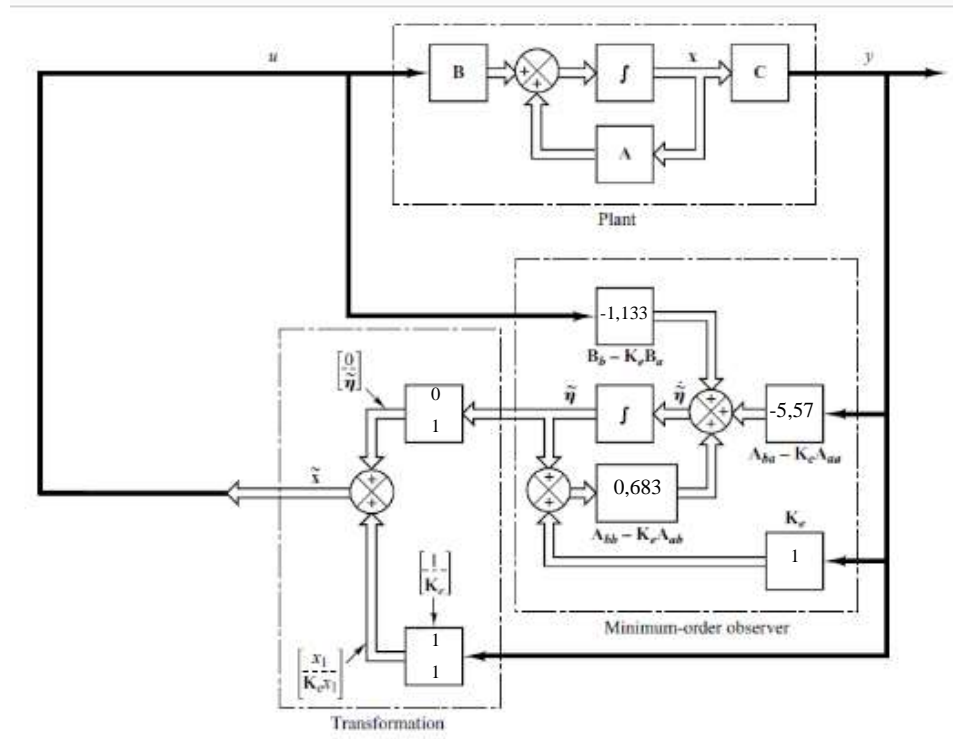 u
x
y
B
+
+
∫
C
A
Plant
-1,133
B_b – K_e B_a
[0 / η̃]
0
1
η̃
∫
η̃̇
+
+
+
-5,57
A_ba – K_e A_aa
x̃
+
+
+
+
0,683
A_bb – K_e A_ab
K_e
1
[1 / K_e]
Minimum-order observer
1
1
[x_1 / K_e x_1]
Transformation